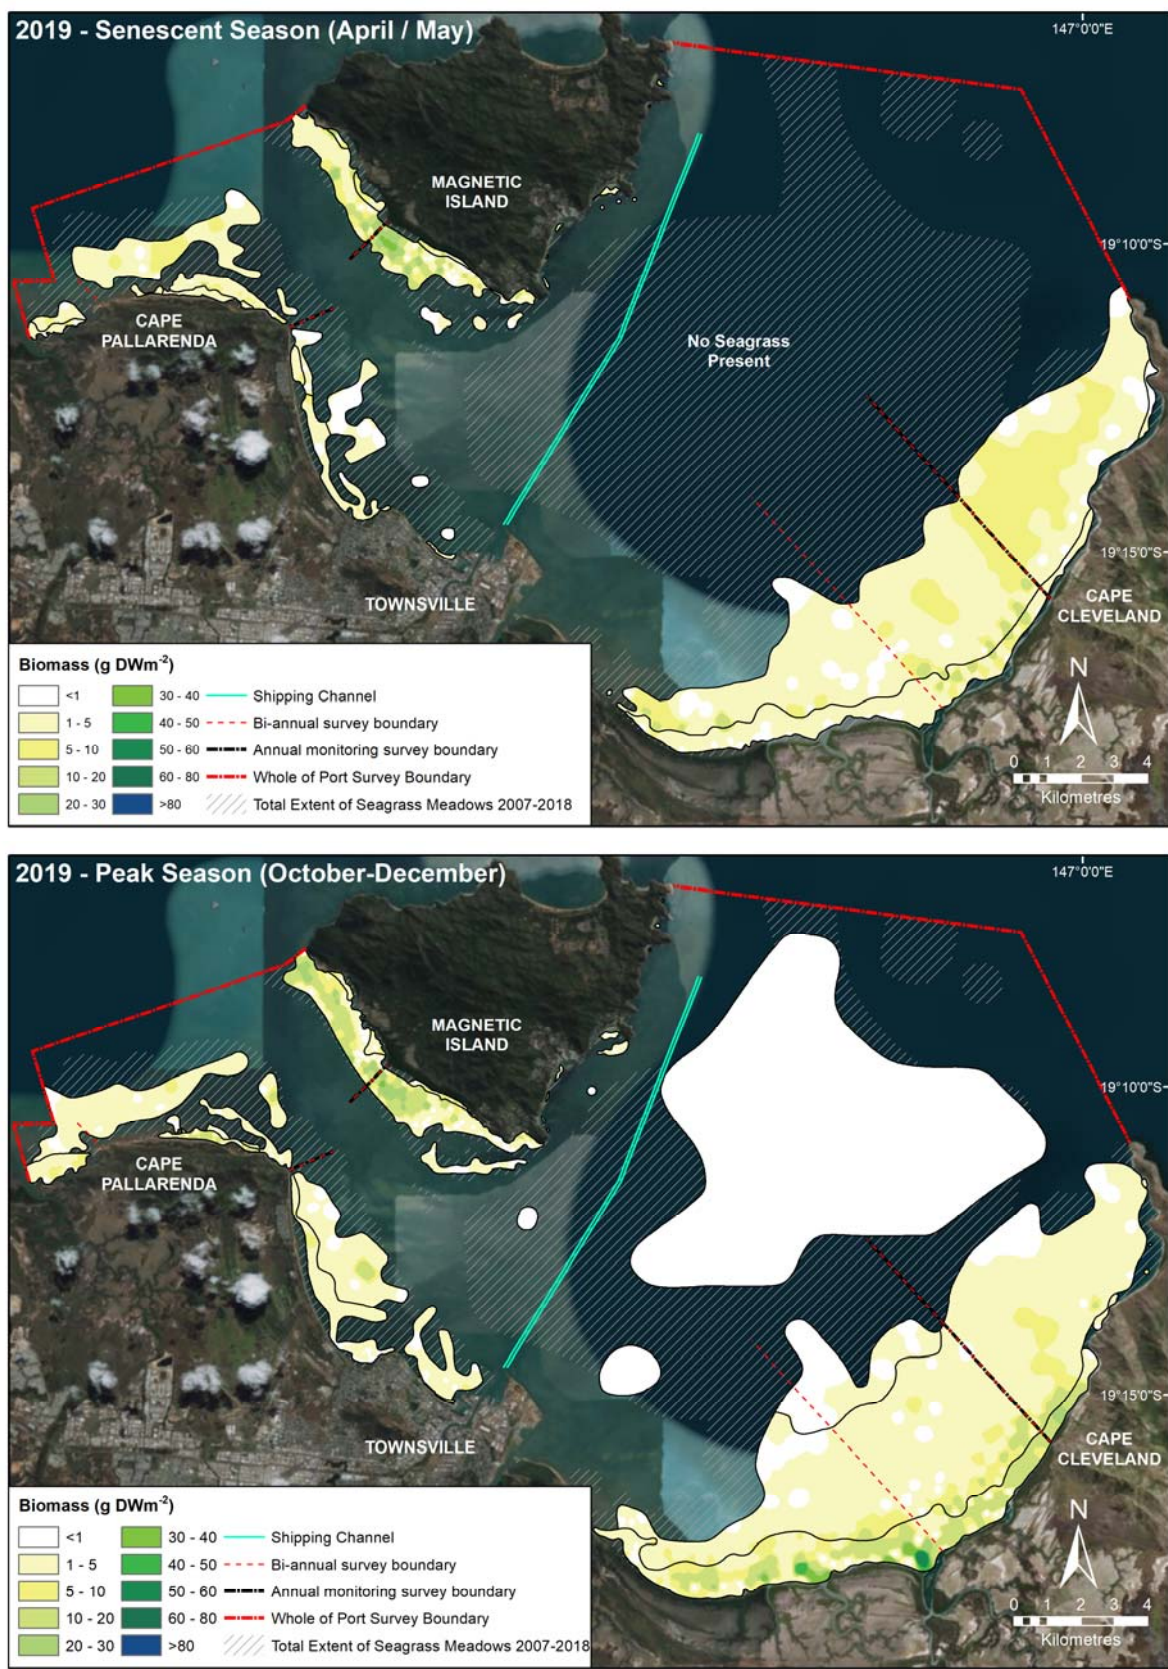 2019 - Senescent Season (April / May)
147°0'0"E
MAGNETIC
ISLAND
19°10'0"S
CAPE
PALLARENDA
No Seagrass
Present
19°15'0"S
TOWNSVILLE
CAPE
CLEVELAND
Biomass (g DWm-2)
<1
1 - 5
5 - 10
10 - 20
20 - 30
30 - 40
40 - 50
50 - 60
60 - 80
>80
Shipping Channel
Bi-annual survey boundary
Annual monitoring survey boundary
Whole of Port Survey Boundary
Total Extent of Seagrass Meadows 2007-2018
N
0 1 2 4
Kilometres
2019 - Peak Season (October-December)
147°0'0"E
MAGNETIC
ISLAND
19°10'0"S
CAPE
PALLARENDA
19°15'0"S
TOWNSVILLE
CAPE
CLEVELAND
Biomass (g DWm-2)
<1
1 - 5
5 - 10
10 - 20
20 - 30
30 - 40
40 - 50
50 - 60
60 - 80
>80
Shipping Channel
Bi-annual survey boundary
Annual monitoring survey boundary
Whole of Port Survey Boundary
Total Extent of Seagrass Meadows 2007-2018
N
0 1 2 4
Kilometres